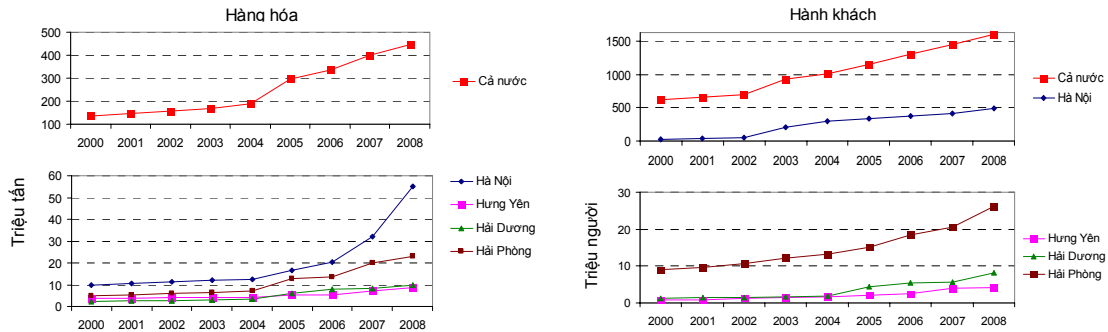 Hàng hóa
500
400
300
200
100
2000 2001 2002 2003 2004 2005 2006 2007 2008
Cả nước
Triệu tấn
60
50
40
30
20
10
0
2000 2001 2002 2003 2004 2005 2006 2007 2008
Hà Nội
Hưng Yên
Hải Dương
Hải Phòng
Hành khách
1500
1000
500
0
2000 2001 2002 2003 2004 2005 2006 2007 2008
Cả nước
Hà Nội
Triệu người
30
20
10
0
2000 2001 2002 2003 2004 2005 2006 2007 2008
Hưng Yên
Hải Dương
Hải Phòng